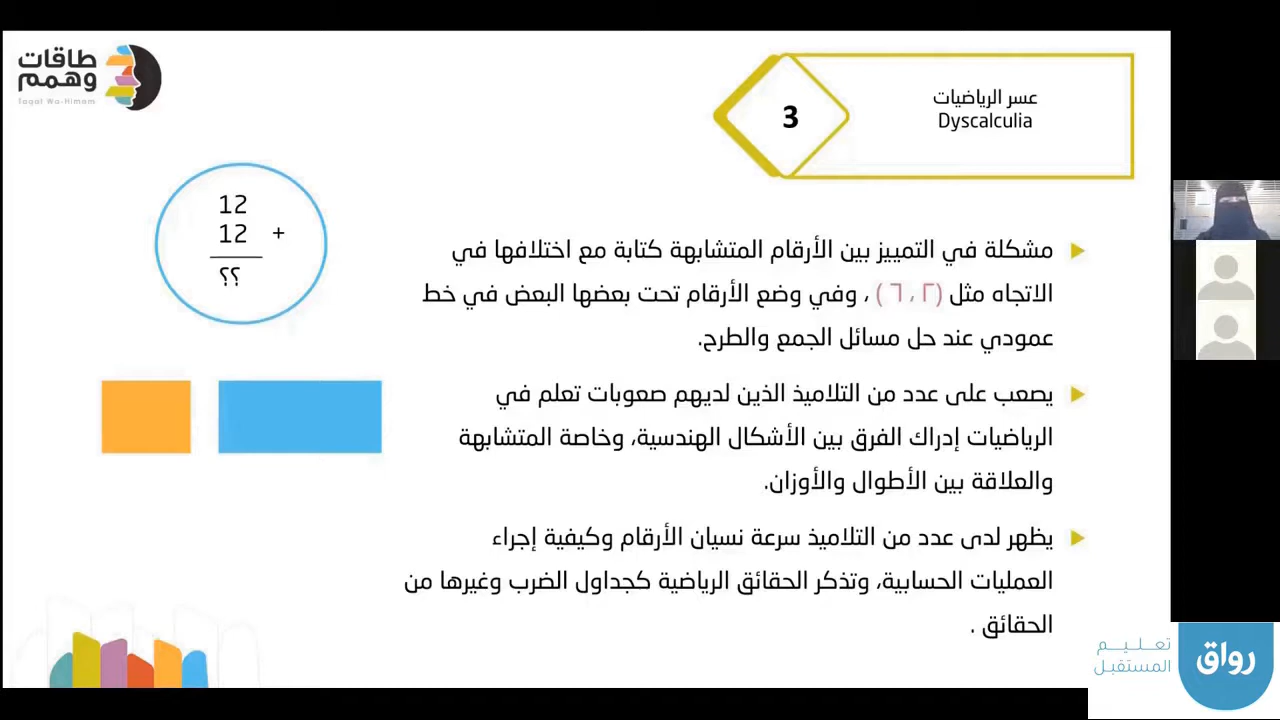 طاقات
وهمم
Taqat Wa-Himam
عسر الرياضيات
Dyscalculia
3
12
12 +
؟؟
مشكلة في التمييز بين الأرقام المتشابهة كتابة مع اختلافها في
الاتجاه مثل (٢ ، ٦) ، وفي وضع الأرقام تحت بعضها البعض في خط
عمودي عند حل مسائل الجمع والطرح.
يصعب على عدد من التلاميذ الذين لديهم صعوبات تعلم في
الرياضيات إدراك الفرق بين الأشكال الهندسية، وخاصة المتشابهة
والعلاقة بين الأطوال والأوزان.
يظهر لدى عدد من التلاميذ سرعة نسيان الأرقام وكيفية إجراء
العمليات الحسابية، وتذكر الحقائق الرياضية كجداول الضرب وغيرها من
الحقائق .
تعـلـيـم
المستقبل
رواق